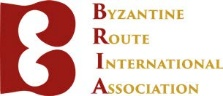 BYZANTINE
ROUTE
INTERNATIONAL
ASSOCIATION